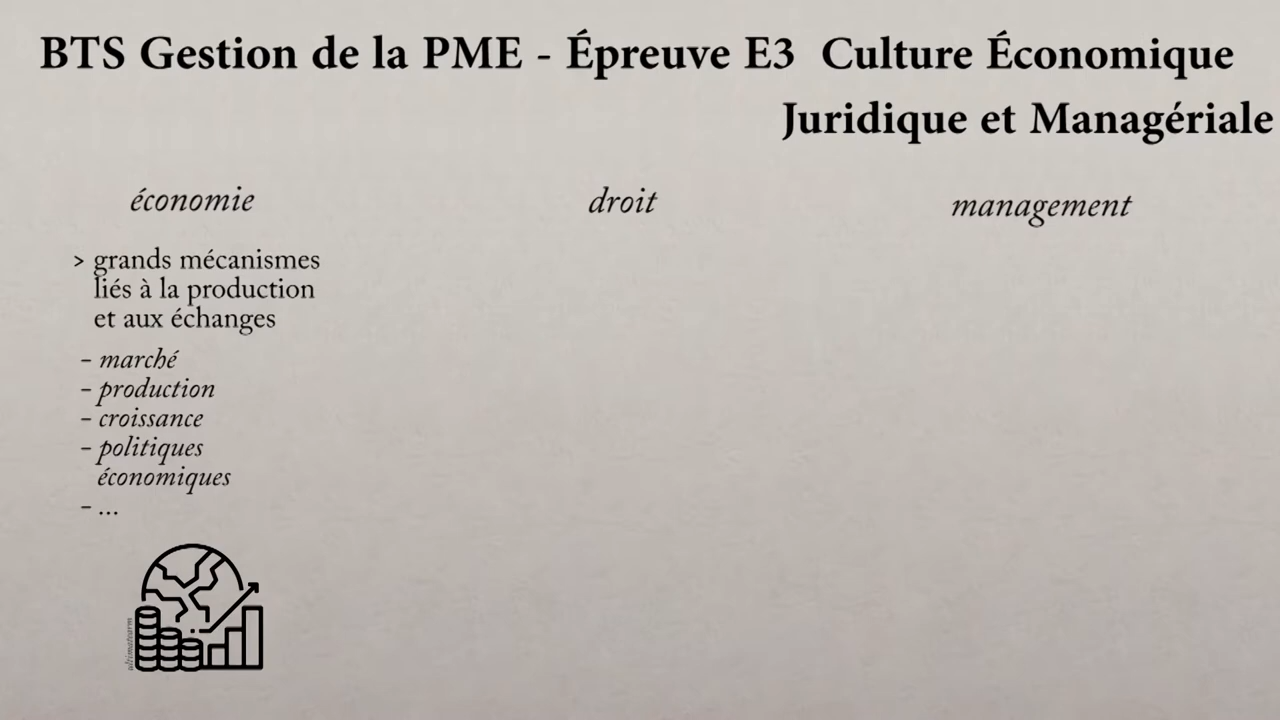 BTS Gestion de la PME - Épreuve E3 Culture Économique
Juridique et Managériale
économie
droit
management
> grands mécanismes
liés à la production
et aux échanges
- marché
- production
- croissance
- politiques
économiques
- ...